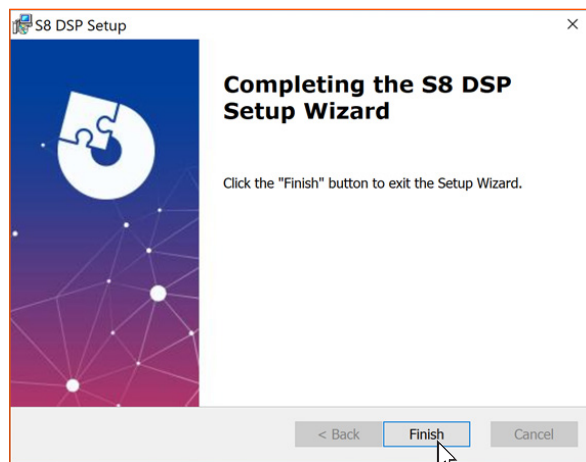 S8 DSP Setup
Completing the S8 DSP
Setup Wizard
Click the "Finish" button to exit the Setup Wizard.
< Back
Finish
Cancel